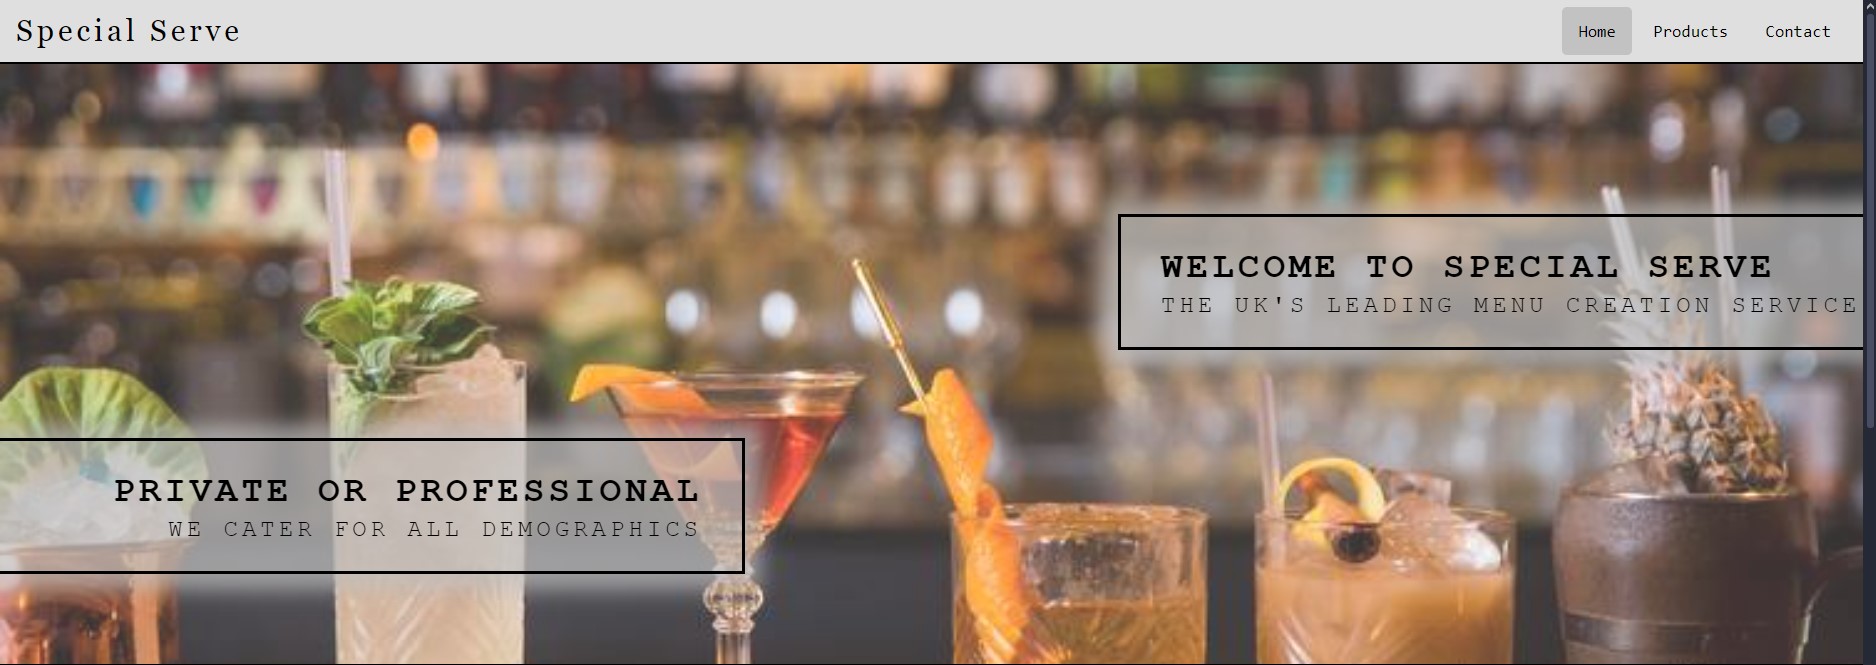 Special Serve
Home Products Contact
WELCOME TO SPECIAL SERVE
THE UK'S LEADING MENU CREATION SERVICE
PRIVATE OR PROFESSIONAL
WE CATER FOR ALL DEMOGRAPHICS